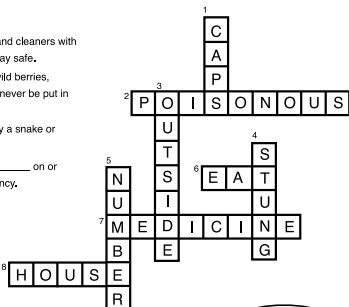 1
and cleaners with
C
ay safe.
A
ild berries,
P
3
never be put in
2 P O I S O N O U S
U
y a snake or
T
4
S
5
S
on or
N
I
6 E A T
ncy.
U
D
U
7 M E D I C I N E
B
E
G
8 H O U S E
R